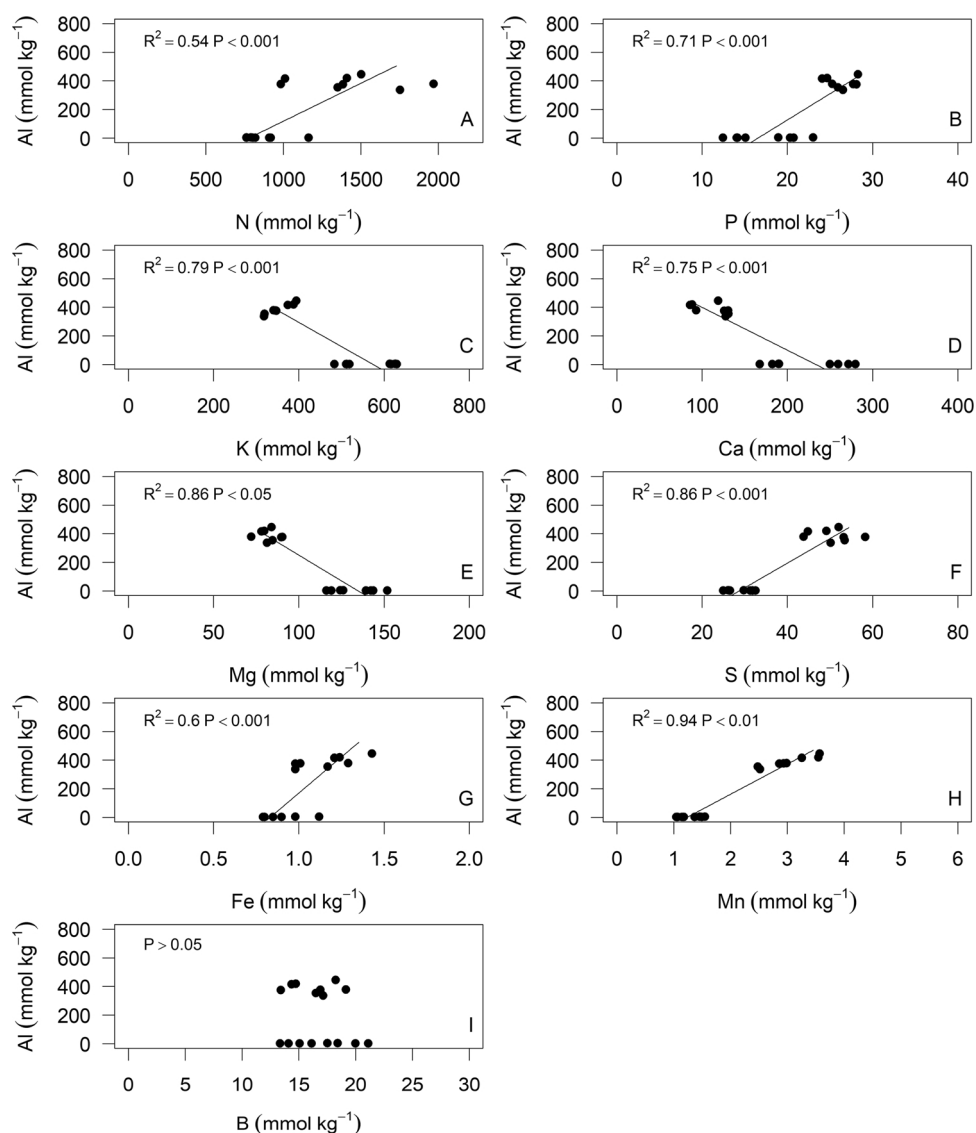 Al (mmol kg⁻¹)
800
600
400
200
0
R² = 0.54 P < 0.001
A
0 500 1000 1500 2000
N (mmol kg⁻¹)
Al (mmol kg⁻¹)
800
600
400
200
0
R² = 0.71 P < 0.001
B
0 10 20 30 40
P (mmol kg⁻¹)
Al (mmol kg⁻¹)
800
600
400
200
0
R² = 0.79 P < 0.001
C
0 200 400 600 800
K (mmol kg⁻¹)
Al (mmol kg⁻¹)
800
600
400
200
0
R² = 0.75 P < 0.001
D
0 100 200 300 400
Ca (mmol kg⁻¹)
Al (mmol kg⁻¹)
800
600
400
200
0
R² = 0.86 P < 0.05
E
0 50 100 150 200
Mg (mmol kg⁻¹)
Al (mmol kg⁻¹)
800
600
400
200
0
R² = 0.86 P < 0.001
F
0 20 40 60 80
S (mmol kg⁻¹)
Al (mmol kg⁻¹)
800
600
400
200
0
R² = 0.6 P < 0.001
G
0.0 0.5 1.0 1.5 2.0
Fe (mmol kg⁻¹)
Al (mmol kg⁻¹)
800
600
400
200
0
R² = 0.94 P < 0.01
H
0 1 2 3 4 5 6
Mn (mmol kg⁻¹)
Al (mmol kg⁻¹)
800
600
400
200
0
P > 0.05
I
0 5 10 15 20 25 30
B (mmol kg⁻¹)